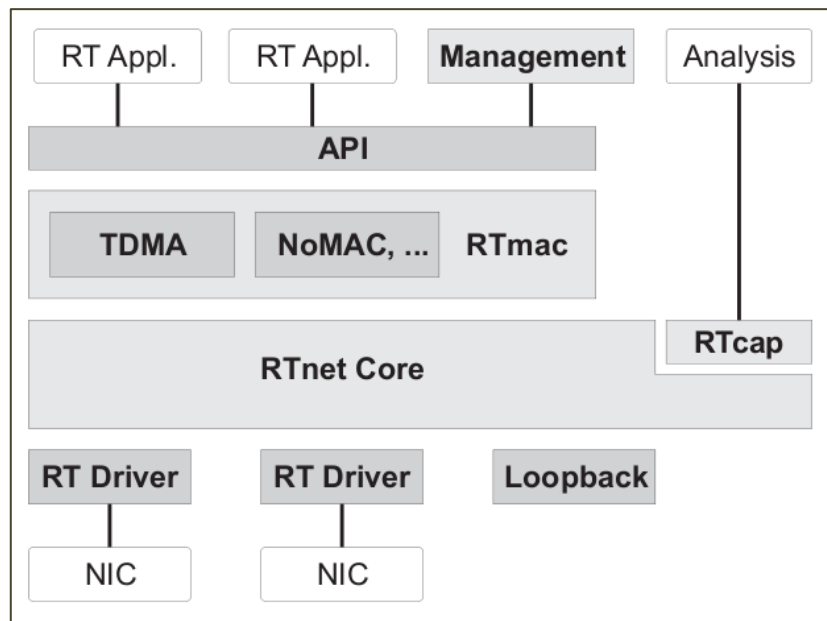 RT Appl.
RT Appl.
Management
Analysis
API
TDMA
NoMAC, ...
RTmac
RTcap
RTnet Core
RT Driver
RT Driver
Loopback
NIC
NIC